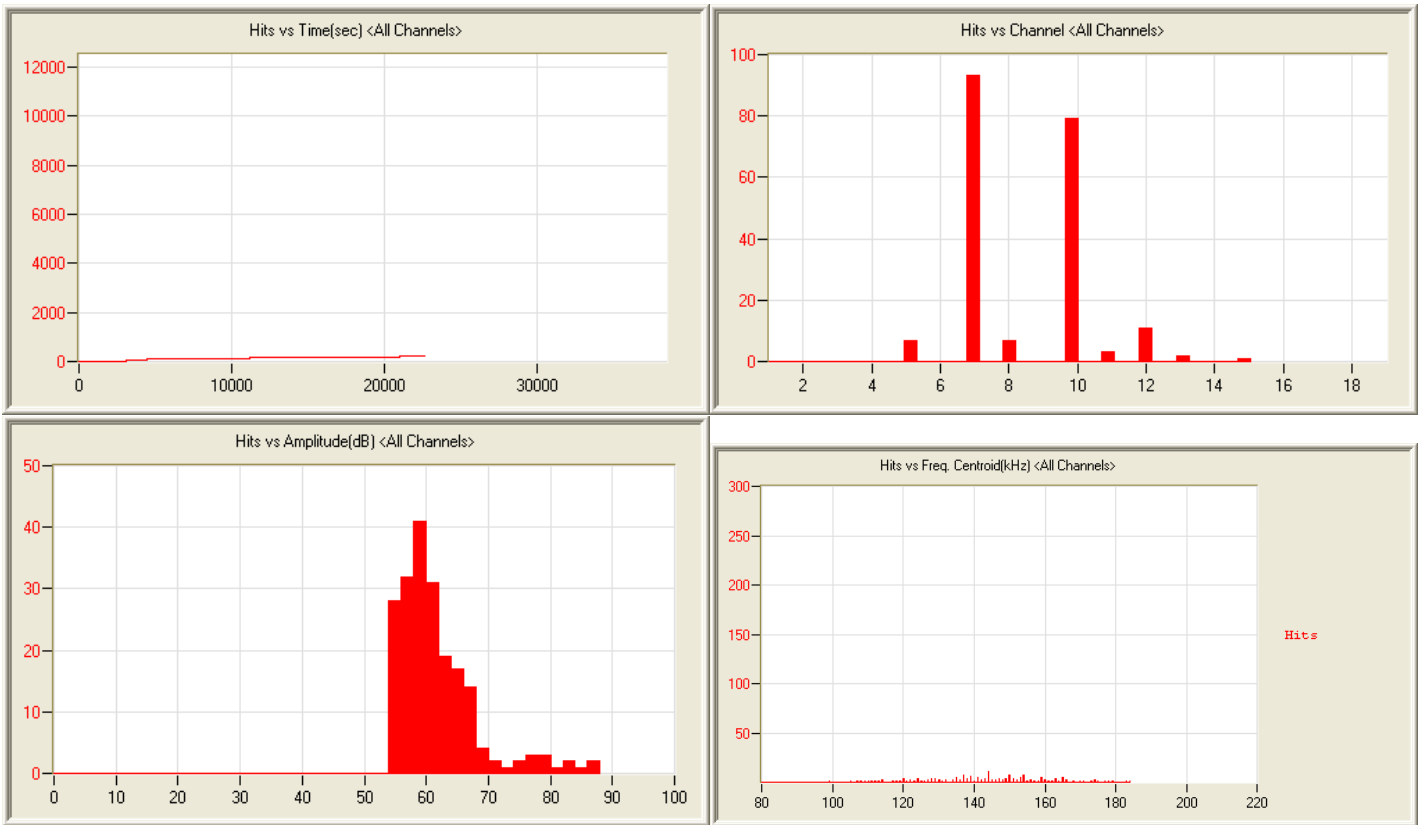 Hits vs Time(sec) <All Channels>
12000
10000
8000
6000
4000
2000
0
0 10000 20000 30000
Hits vs Channel <All Channels>
100
80
60
40
20
0
2 4 6 8 10 12 14 16 18
Hits vs Amplitude(dB) <All Channels>
50
40
30
20
10
0
0 10 20 30 40 50 60 70 80 90 100
Hits vs Freq. Centroid(kHz) <All Channels>
300
250
200
150
100
50
80 100 120 140 160 180 200 220
Hits